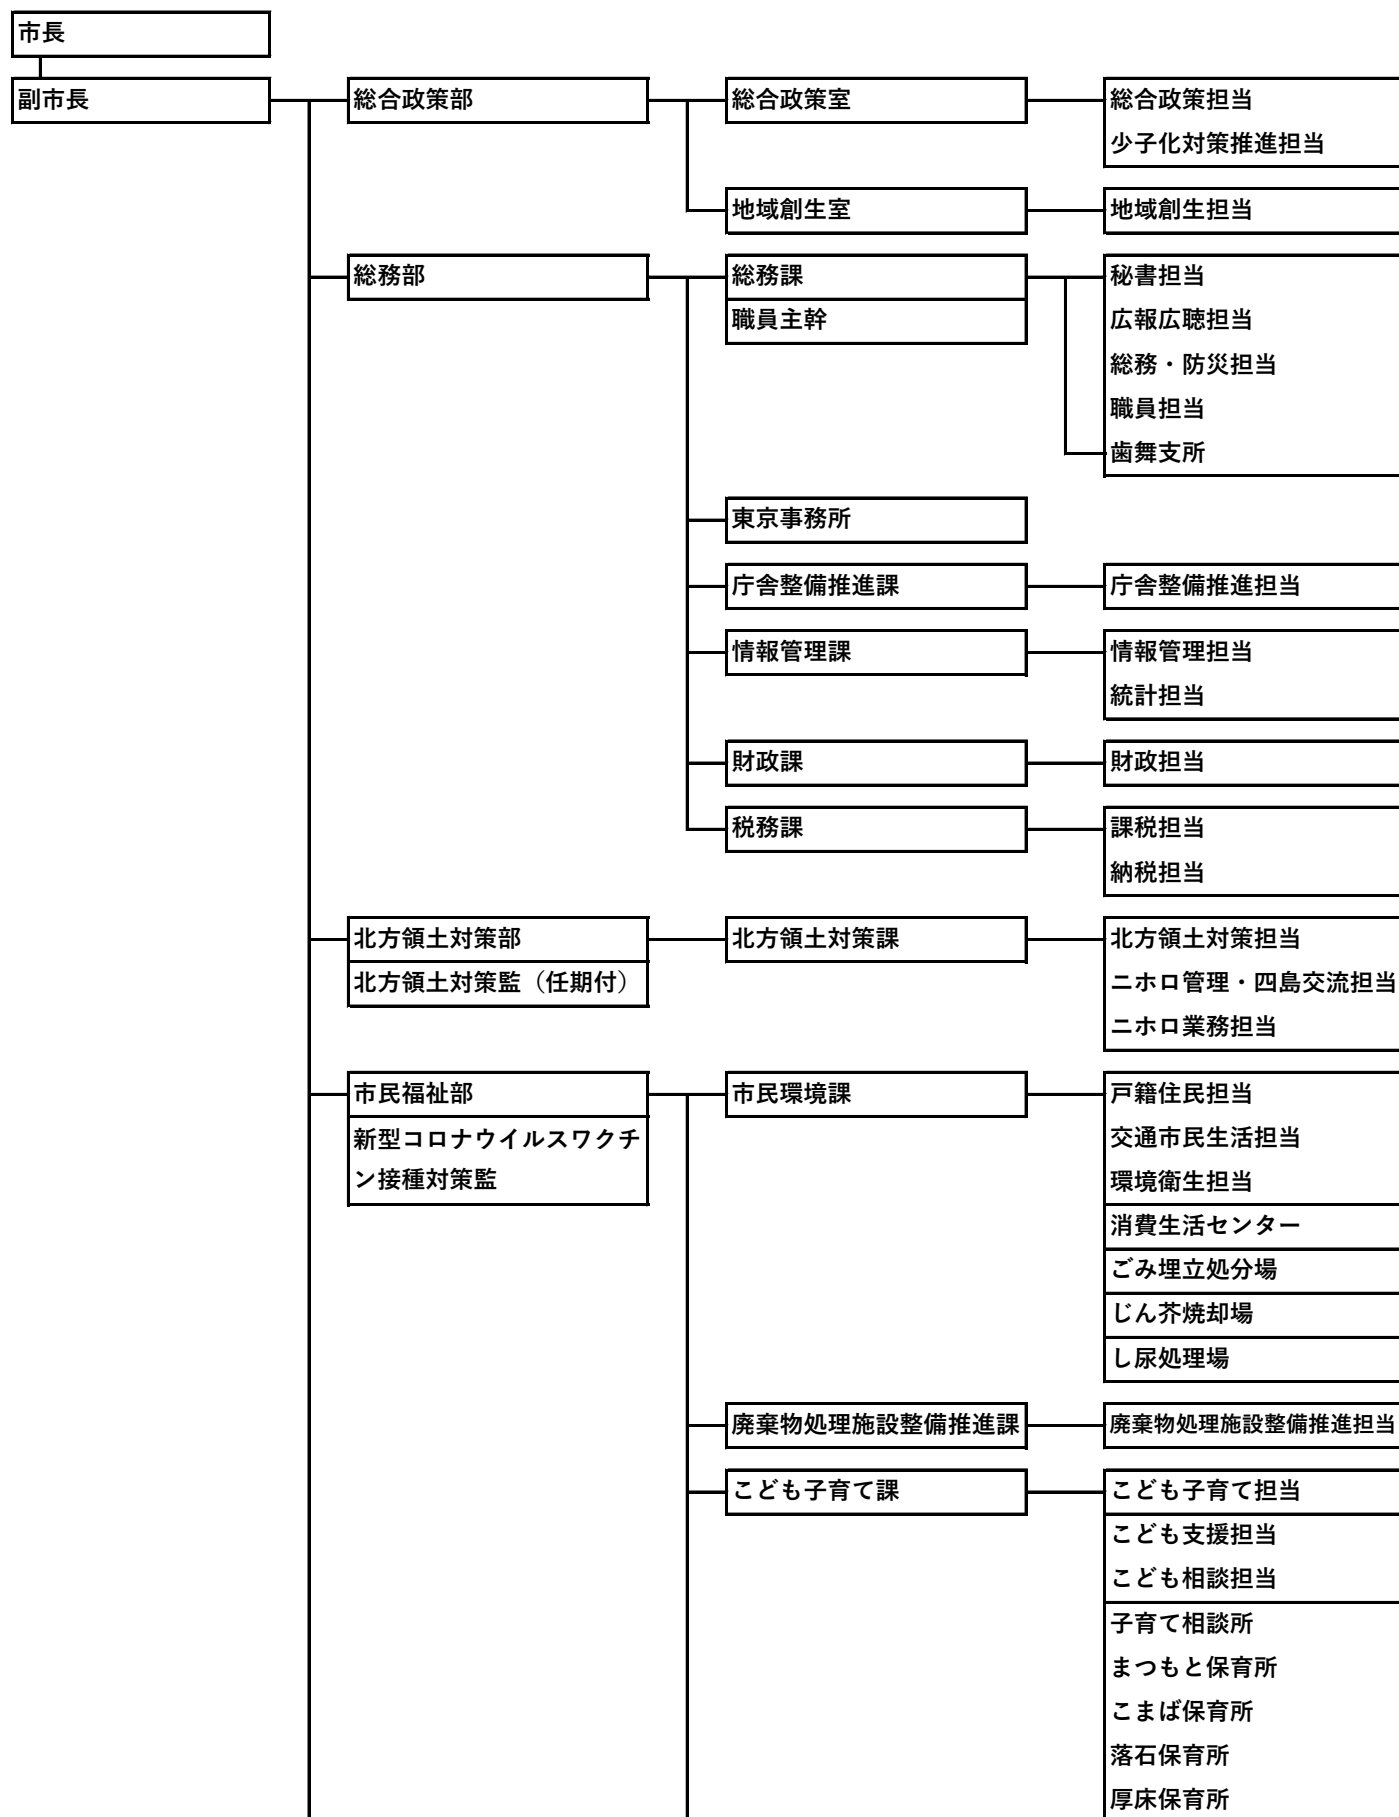 市長
副市長
総合政策部
総合政策室
総合政策担当
少子化対策推進担当
地域創生室
地域創生担当
総務部
総務課
秘書担当
職員主幹
広報広聴担当
総務・防災担当
職員担当
歯舞支所
東京事務所
庁舎整備推進課
庁舎整備推進担当
情報管理課
情報管理担当
統計担当
財政課
財政担当
税務課
課税担当
納税担当
北方領土対策部
北方領土対策課
北方領土対策担当
北方領土対策監（任期付）
ニホロ管理・四島交流担当
ニホロ業務担当
市民福祉部
市民環境課
戸籍住民担当
新型コロナウイルスワクチ
ン接種対策監
交通市民生活担当
環境衛生担当
消費生活センター
ごみ埋立処分場
じん芥焼却場
し尿処理場
廃棄物処理施設整備推進課
廃棄物処理施設整備推進担当
こども子育て課
こども子育て担当
こども支援担当
こども相談担当
子育て相談所
まつもと保育所
こまば保育所
落石保育所
厚床保育所